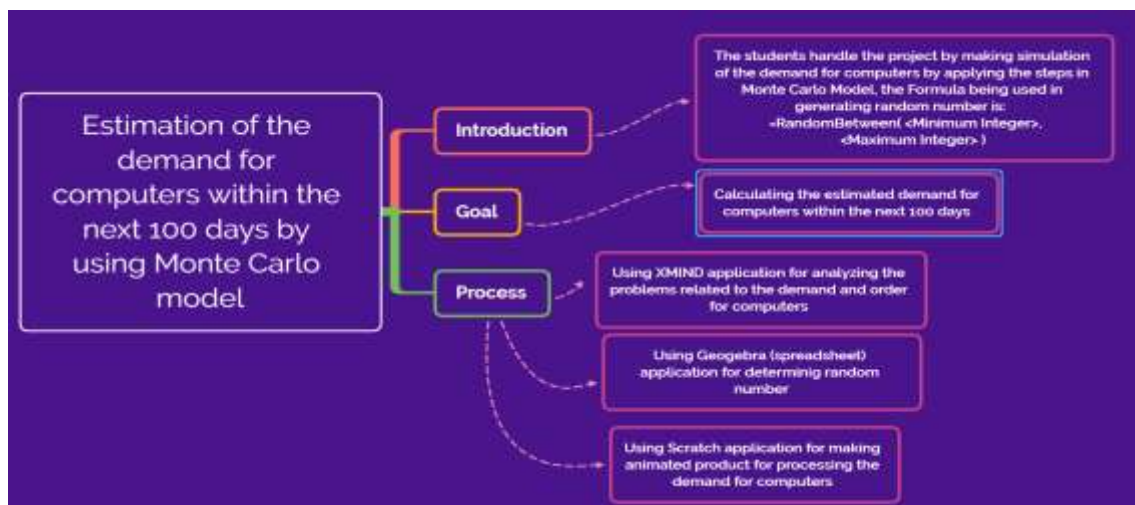 Estimation of the
demand for
computers within the
next 100 days by
using Monte Carlo
model
Introduction
The students handle the project by making simulation
of the demand for computers by applying the steps in
Monte Carlo Model, the Formula being used in
generating random number is:
=RandomBetween( <Minimum Integer>,
<Maximum Integer> )
Goal
Calculating the estimated demand for
computers within the next 100 days
Process
Using XMIND application for analyzing the
problems related to the demand and order
for computers
Using Geogebra (spreadsheet)
application for determinig random
number
Using Scratch application for making
animated product for processing the
demand for computers